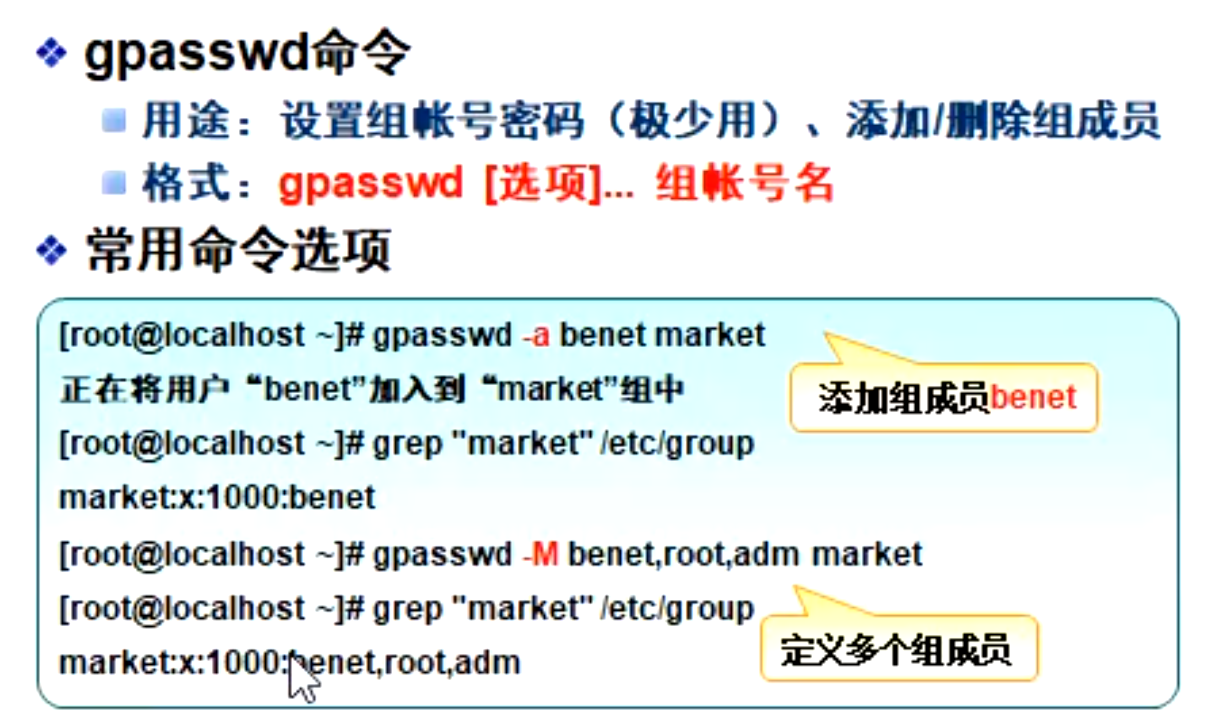 gpasswd命令
用途：设置组帐号密码（极少用）、添加/删除组成员
格式：gpasswd [选项]... 组帐号名
常用命令选项
[root@localhost ~]# gpasswd -a benet market
正在将用户“benet”加入到“market”组中
添加组成员benet
[root@localhost ~]# grep "market" /etc/group
market:x:1000:benet
[root@localhost ~]# gpasswd -M benet,root,adm market
[root@localhost ~]# grep "market" /etc/group
定义多个组成员
market:x:1000:benet,root,adm